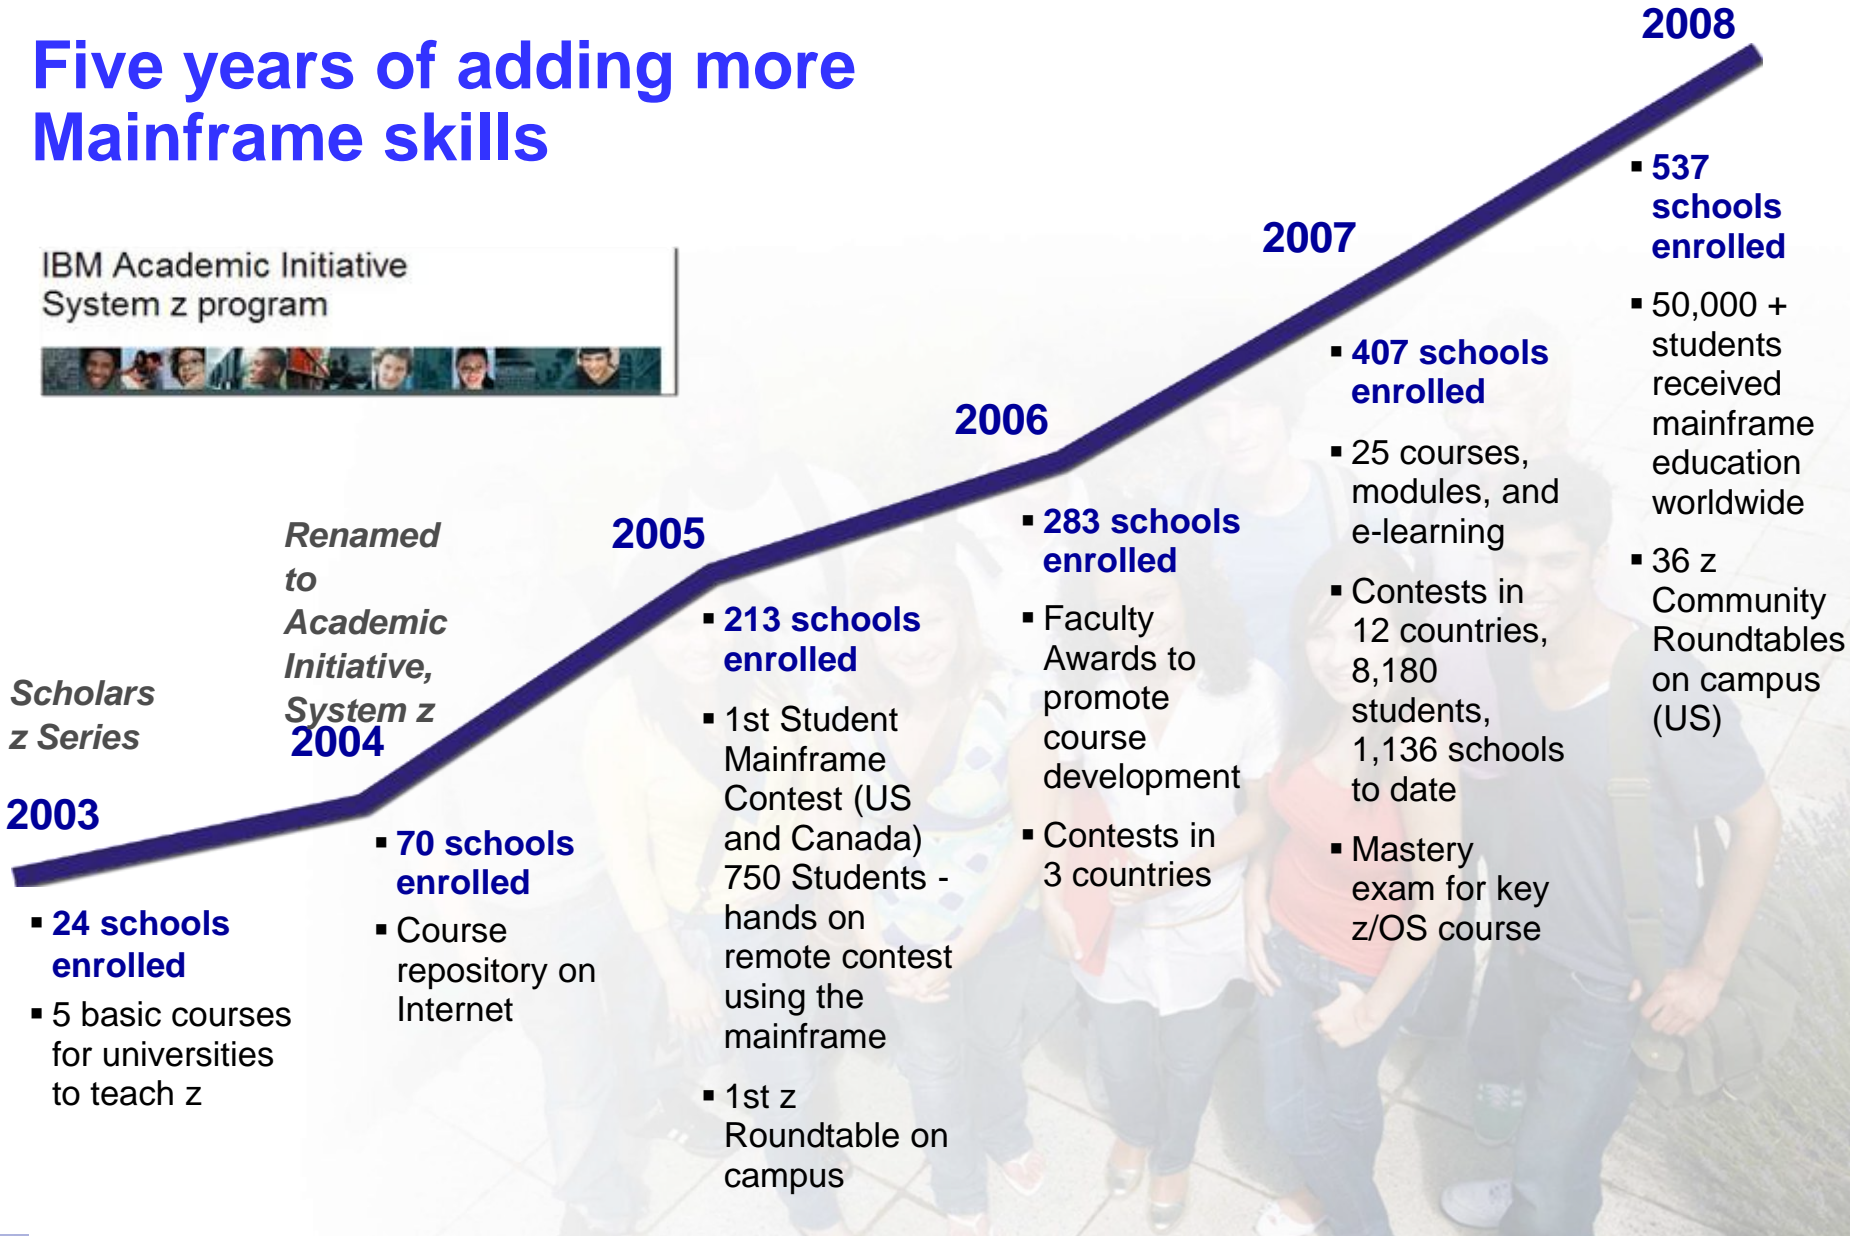 Five years of adding more
Mainframe skills
IBM Academic Initiative
System z program
Scholars
z Series
2003
▪ 24 schools
enrolled
▪ 5 basic courses
for universities
to teach z
Renamed
to
Academic
Initiative,
System z
2004
▪ 70 schools
enrolled
▪ Course
repository on
Internet
2005
▪ 213 schools
enrolled
▪ 1st Student
Mainframe
Contest (US
and Canada)
750 Students -
hands on
remote contest
using the
mainframe
▪ 1st z
Roundtable on
campus
2006
▪ 283 schools
enrolled
▪ Faculty
Awards to
promote
course
development
▪ Contests in
3 countries
2007
▪ 407 schools
enrolled
▪ 25 courses,
modules, and
e-learning
▪ Contests in
12 countries,
8,180
students,
1,136 schools
to date
▪ Mastery
exam for key
z/OS course
2008
▪ 537
schools
enrolled
▪ 50,000 +
students
received
mainframe
education
worldwide
▪ 36 z
Community
Roundtables
on campus
(US)